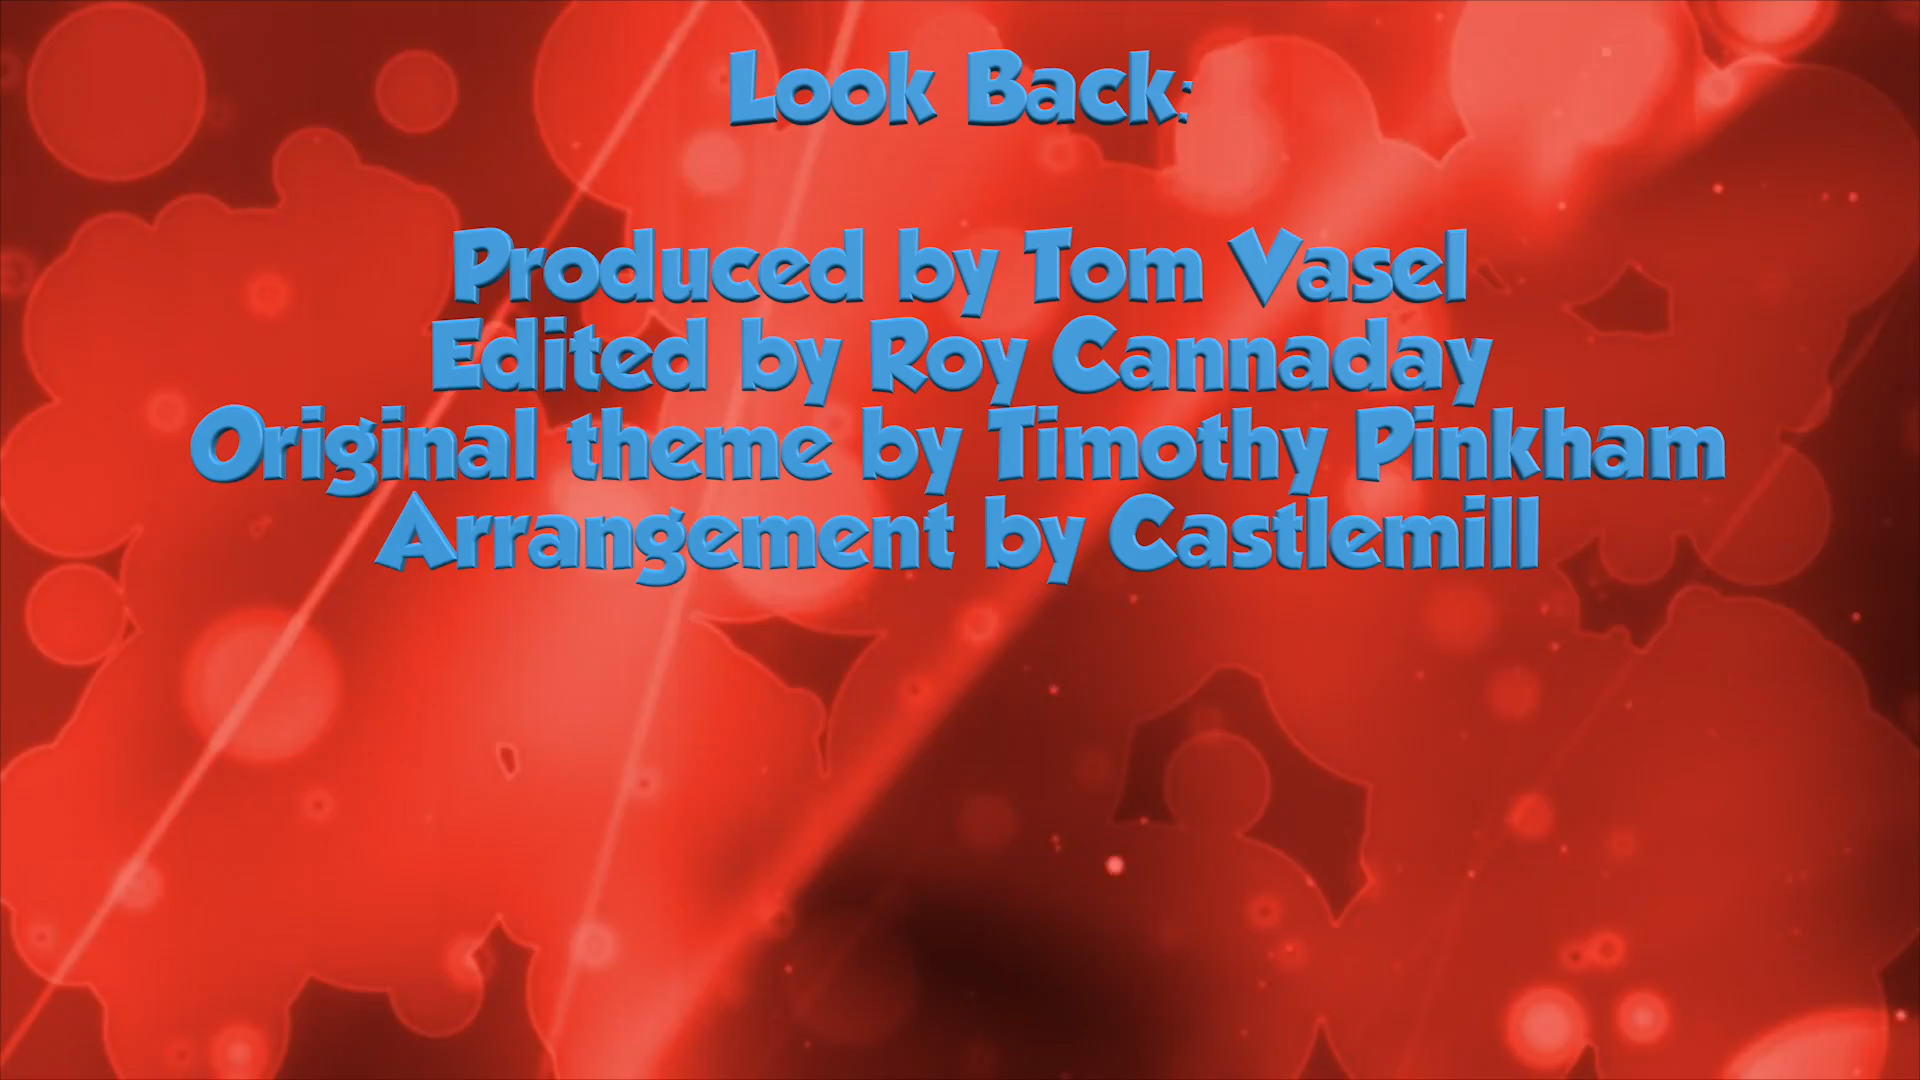 Look Back:
Produced by Tom Vasel
Edited by Roy Cannaday
Original theme by Timothy Pinkham
Arrangement by Castlemill